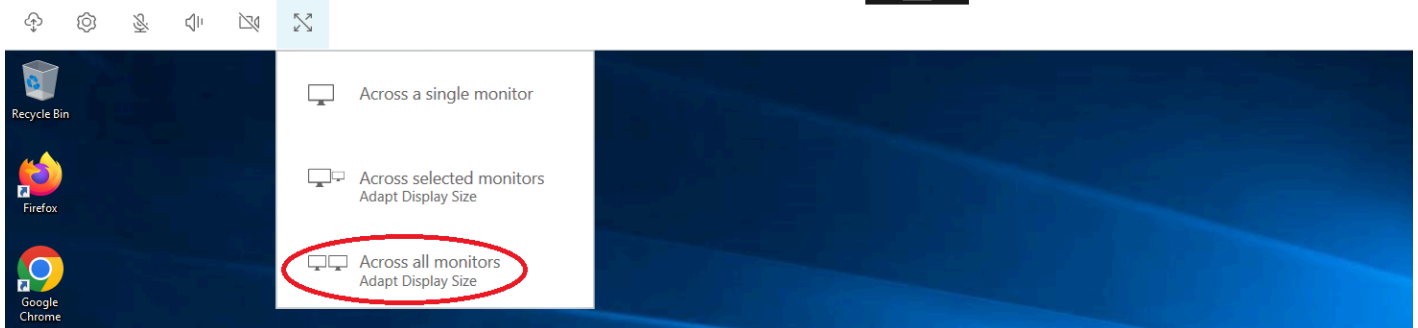 Recycle Bin
Firefox
Google
Chrome
Across a single monitor
Across selected monitors
Adapt Display Size
Across all monitors
Adapt Display Size